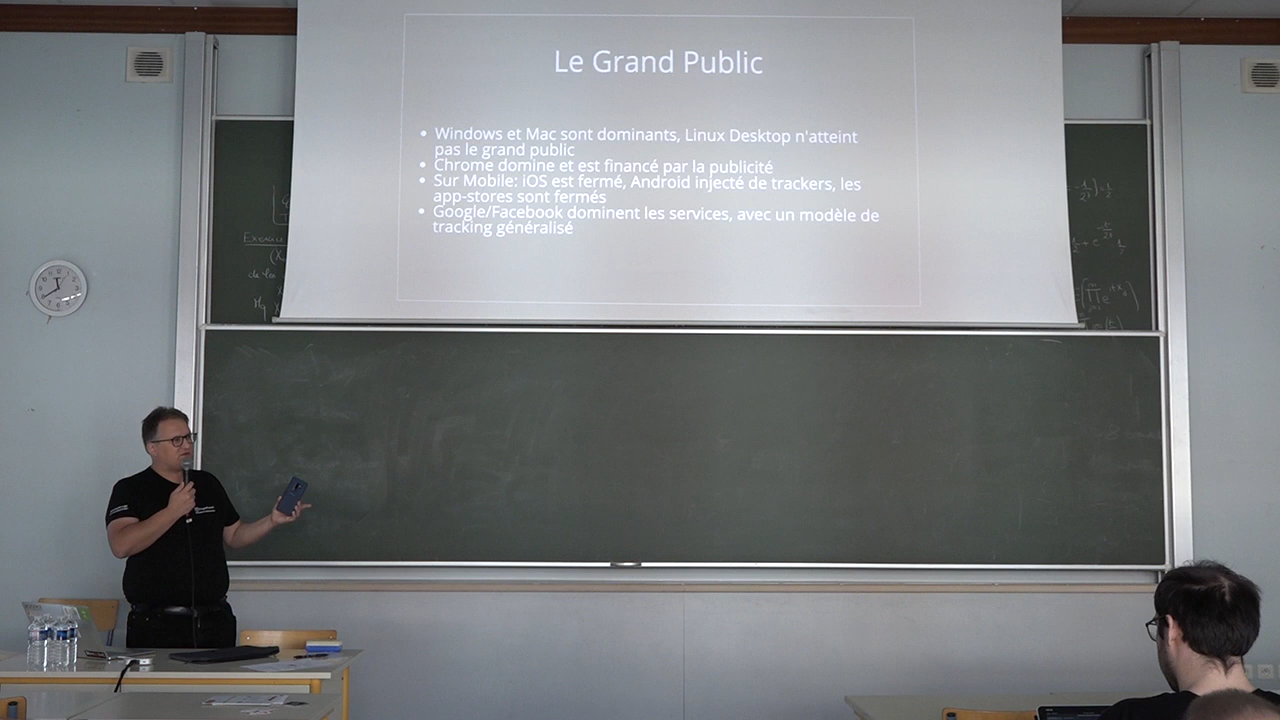 Le Grand Public
Windows et Mac sont dominants, Linux Desktop n'atteint
pas le grand public
Chrome domine et est financé par la publicité
Sur Mobile: iOS est fermé, Android injecté de trackers, les
app-stores sont fermés
Google/Facebook dominent les services, avec un modèle de
tracking généralisé
de la